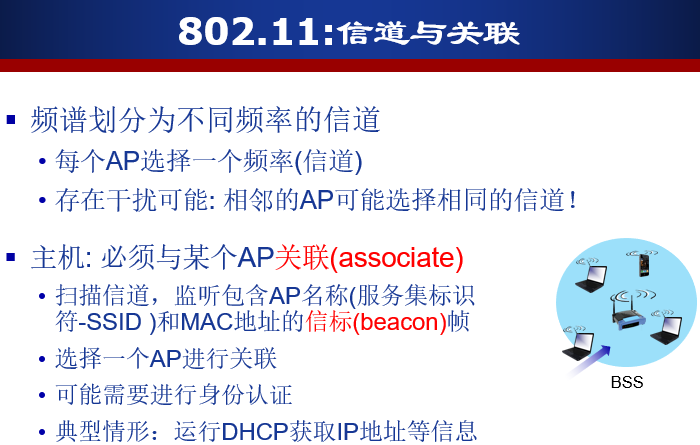 802.11:信道与关联
▪ 频谱划分为不同频率的信道
• 每个AP选择一个频率(信道)
• 存在干扰可能: 相邻的AP可能选择相同的信道!
▪ 主机: 必须与某个AP关联(associate)
• 扫描信道，监听包含AP名称(服务集标识
符-SSID )和MAC地址的信标(beacon)帧
• 选择一个AP进行关联
• 可能需要进行身份认证
• 典型情形：运行DHCP获取IP地址等信息
BSS